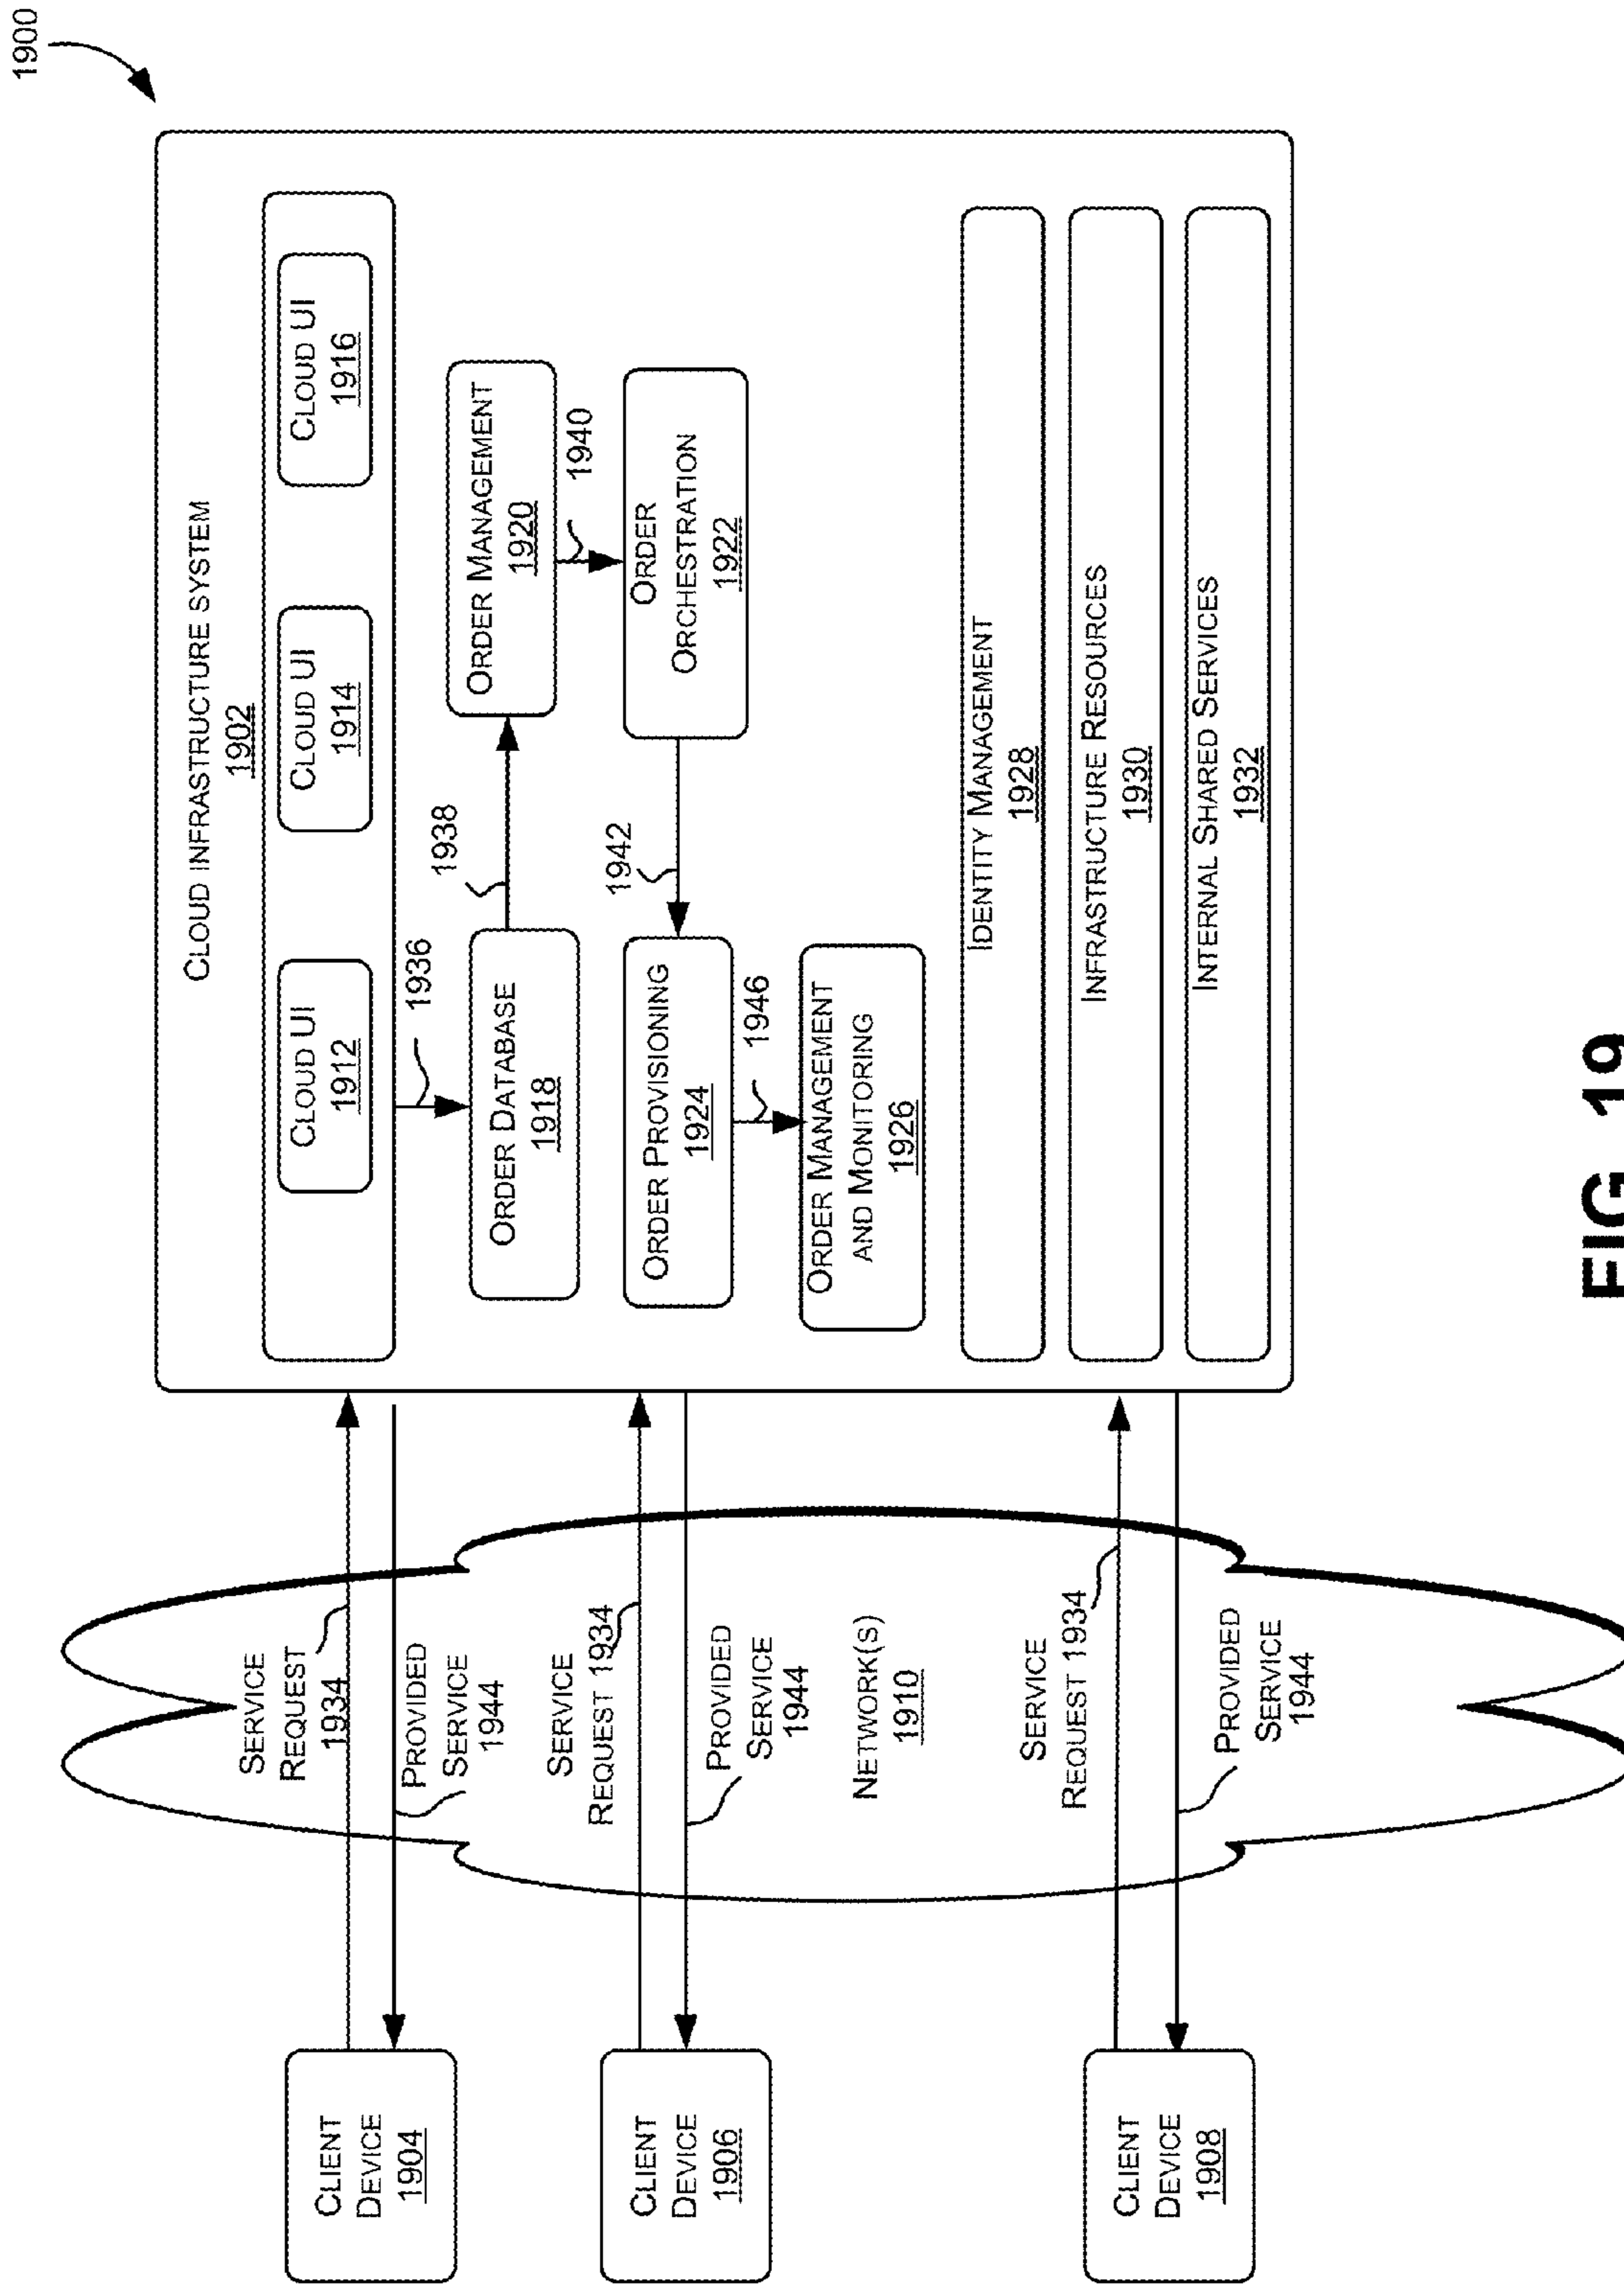 1900
CLOUD INFRASTRUCTURE SYSTEM
1902
CLOUD UI
1912
CLOUD UI
1914
CLOUD UI
1916
1936
1938
ORDER DATABASE
1918
ORDER MANAGEMENT
1920
1940
1942
ORDER PROVISIONING
1924
ORDER
ORCHESTRATION
1922
1946
ORDER MANAGEMENT
AND MONITORING
1926
IDENTITY MANAGEMENT
1928
INFRASTRUCTURE RESOURCES
1930
INTERNAL SHARED SERVICES
1932
SERVICE
REQUEST
1934
PROVIDED
SERVICE
1944
SERVICE
REQUEST 1934
PROVIDED
SERVICE
1944
NETWORK(S)
1910
SERVICE
REQUEST 1934
PROVIDED
SERVICE
1944
CLIENT
DEVICE
1904
CLIENT
DEVICE
1906
CLIENT
DEVICE
1908
FIG. 19